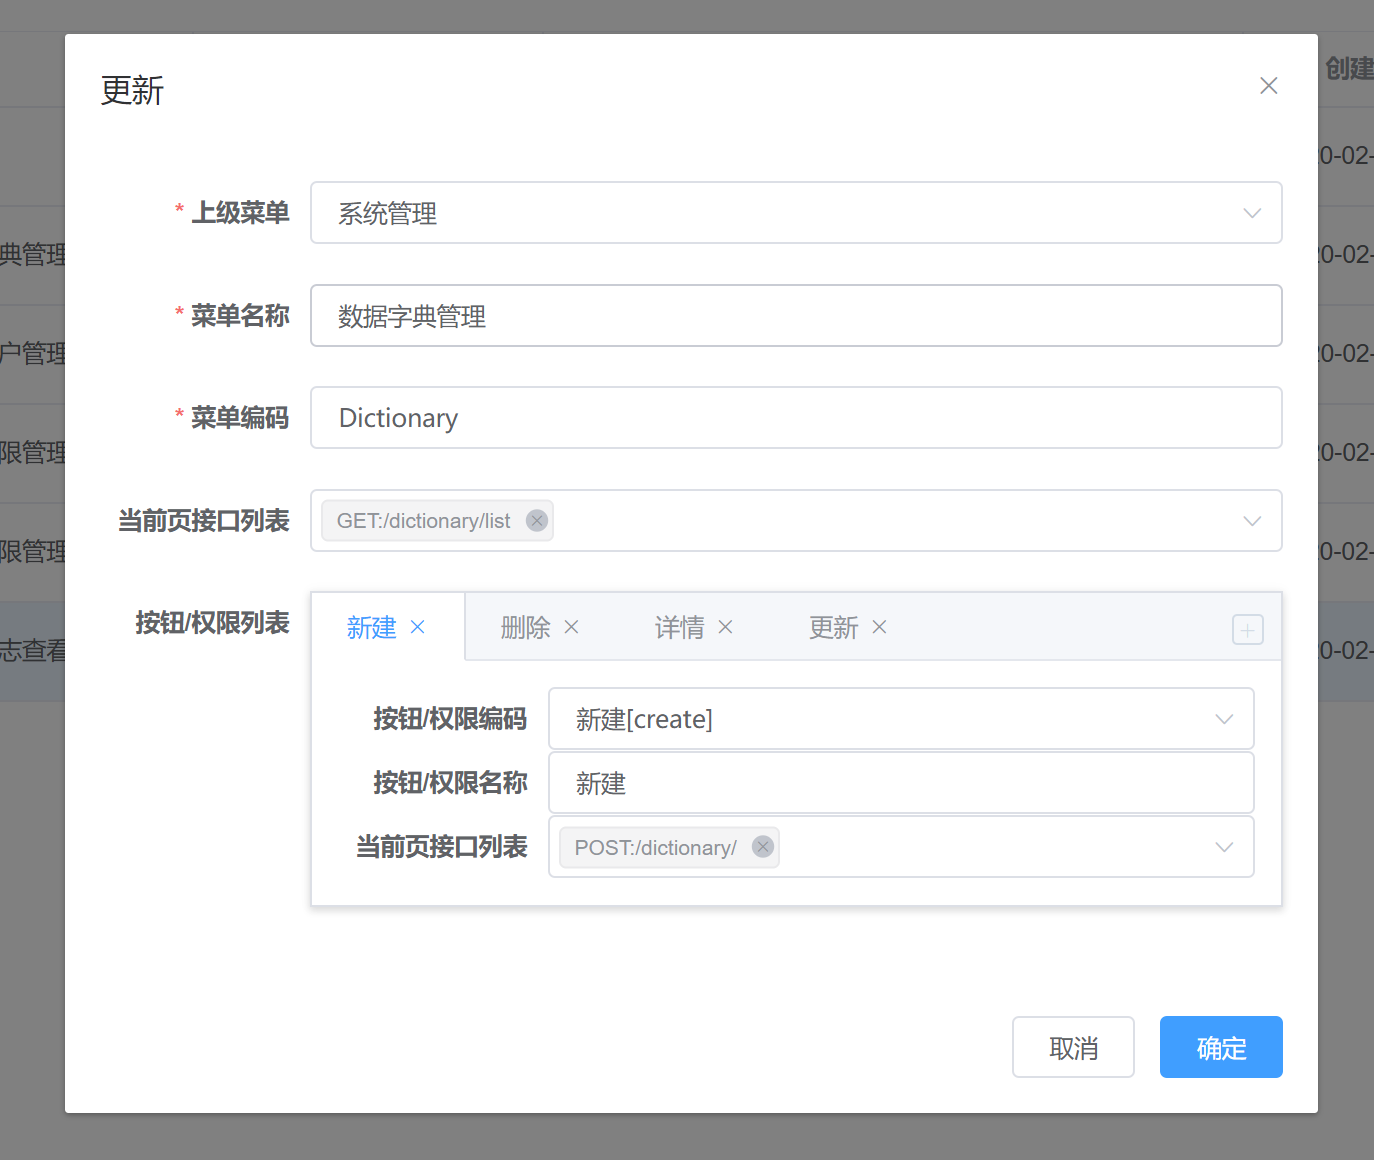 更新
创建
* 上级菜单 系统管理
0-02-
* 菜单名称 数据字典管理
典管理
0-02-
户管理
0-02-
* 菜单编码 Dictionary
限管理
0-02-
当前页接口列表 GET:/dictionary/list
限管理
0-02-
按钮/权限列表 新建 删除 详情 更新
志查看
0-02-
按钮/权限编码 新建[create]
按钮/权限名称 新建
当前页接口列表 POST:/dictionary/
取消 确定